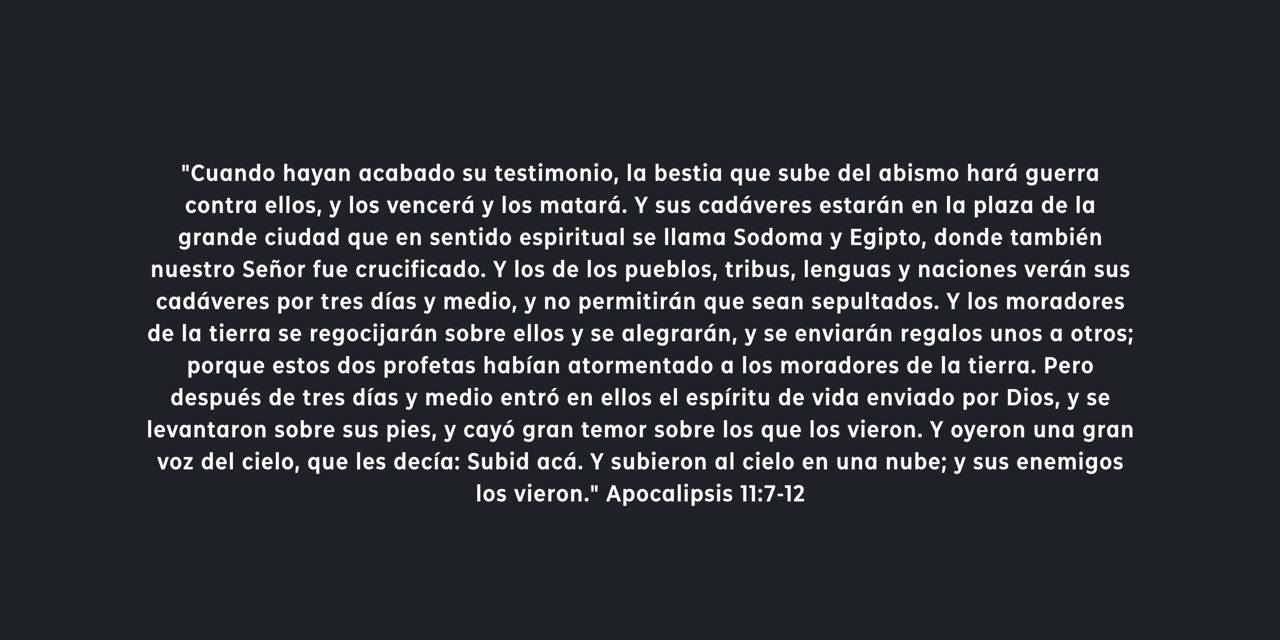 "Cuando hayan acabado su testimonio, la bestia que sube del abismo hará guerra
contra ellos, y los vencerá y los matará. Y sus cadáveres estarán en la plaza de la
grande ciudad que en sentido espiritual se llama Sodoma y Egipto, donde también
nuestro Señor fue crucificado. Y los de los pueblos, tribus, lenguas y naciones verán sus
cadáveres por tres días y medio, y no permitirán que sean sepultados. Y los moradores
de la tierra se regocijarán sobre ellos y se alegrarán, y se enviarán regalos unos a otros;
porque estos dos profetas habían atormentado a los moradores de la tierra. Pero
después de tres días y medio entró en ellos el espíritu de vida enviado por Dios, y se
levantaron sobre sus pies, y cayó gran temor sobre los que los vieron. Y oyeron una gran
voz del cielo, que les decía: Subid acá. Y subieron al cielo en una nube; y sus enemigos
los vieron." Apocalipsis 11:7-12